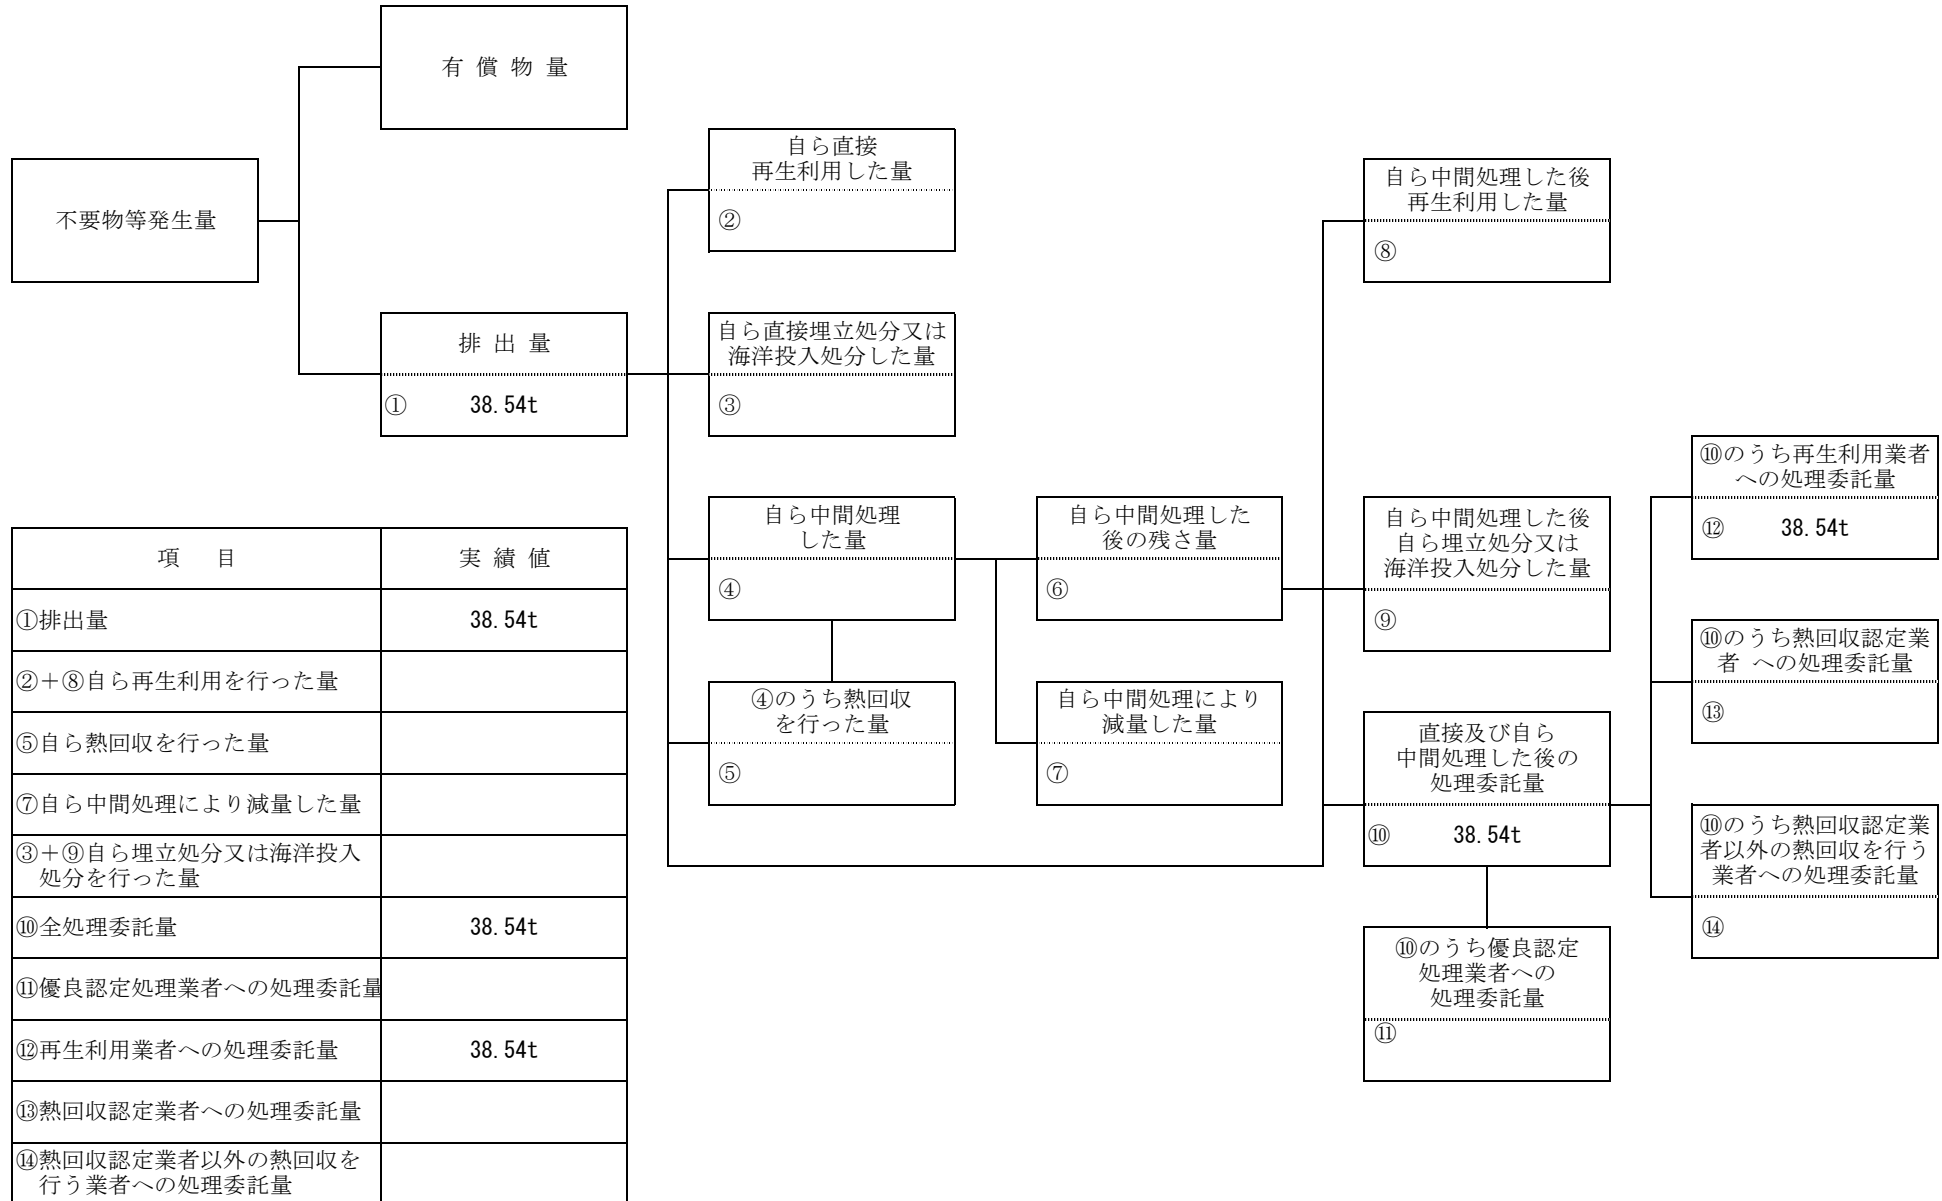 有 償 物 量
不要物等発生量
排 出 量
① 38.54t
自ら直接
再生利用した量
②
自ら直接埋立処分又は
海洋投入処分した量
③
自ら中間処理
した量
④
④のうち熱回収
を行った量
⑤
自ら中間処理した
後の残さ量
⑥
自ら中間処理により
減量した量
⑦
自ら中間処理した後
再生利用した量
⑧
自ら中間処理した後
自ら埋立処分又は
海洋投入処分した量
⑨
直接及び自ら
中間処理した後の
処理委託量
⑩ 38.54t
⑩のうち優良認定
処理業者への
処理委託量
⑪
⑩のうち再生利用業者
への処理委託量
⑫ 38.54t
⑩のうち熱回収認定業
者 への処理委託量
⑬
⑩のうち熱回収認定業
者以外の熱回収を行う
業者への処理委託量
⑭
項 目 実 績 値
①排出量 38.54t
②＋⑧自ら再生利用を行った量
⑤自ら熱回収を行った量
⑦自ら中間処理により減量した量
③＋⑨自ら埋立処分又は海洋投入
処分を行った量
⑩全処理委託量 38.54t
⑪優良認定処理業者への処理委託量
⑫再生利用業者への処理委託量 38.54t
⑬熱回収認定業者への処理委託量
⑭熱回収認定業者以外の熱回収を
行う業者への処理委託量